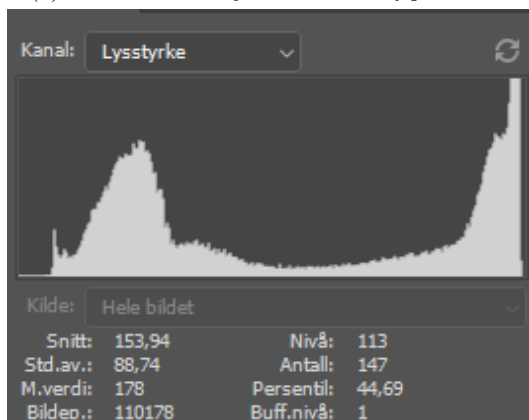 Kanal: Lysstyrke
Kilde: Hele bildet
Snitt: 153,94 Nivå: 113
Std.av.: 88,74 Antall: 147
M.verdi: 178 Persentil: 44,69
Bildep.: 110178 Buff.nivå: 1